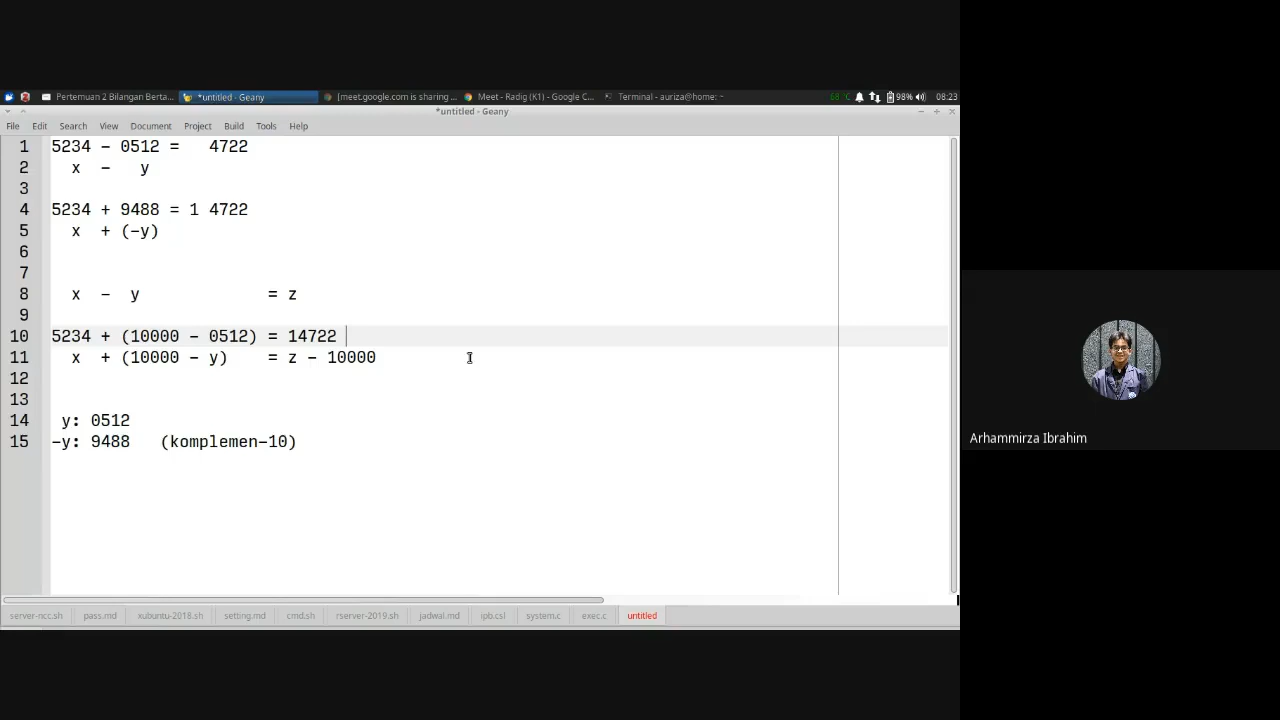 Pertemuan 2 Bilangan Berta... *untitled - Geany [meet.google.com is sharing ... Meet - Radig (K1) - Google C... Terminal - auriza@home: ~ 68 °C 98% 08:23
*untitled - Geany
File Edit Search View Document Project Build Tools Help
1 5234 - 0512 = 4722
2 x - y
3
4 5234 + 9488 = 1 4722
5 x + (-y)
6
7
8 x - y = z
9
10 5234 + (10000 - 0512) = 14722
11 x + (10000 - y) = z - 10000
12
13
14 y: 0512
15 -y: 9488 (komplemen-10)
server-ncc.sh pass.md xubuntu-2018.sh setting.md cmd.sh rserver-2019.sh jadwal.md ipb.csl system.c exec.c untitled
Arhammirza Ibrahim